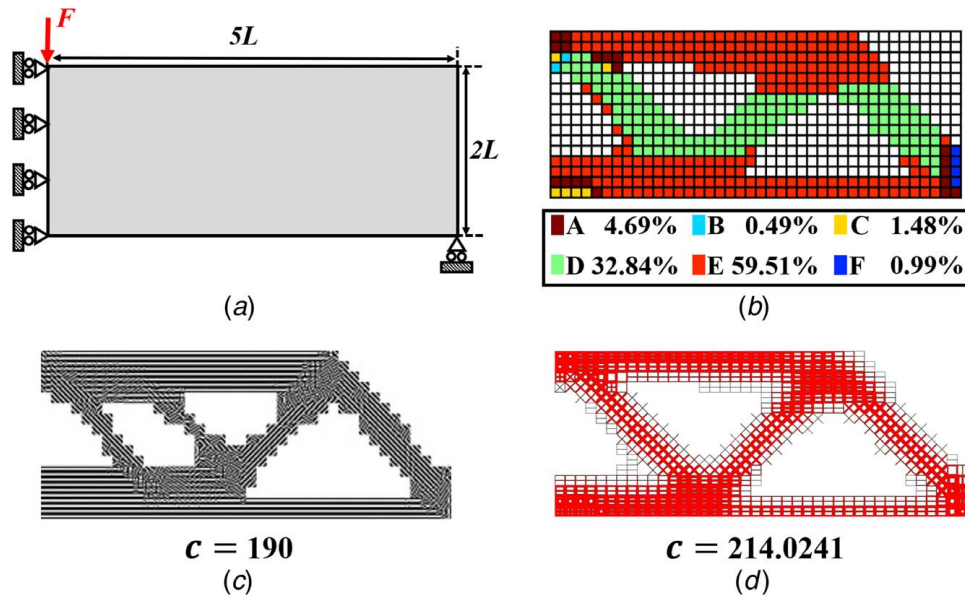 F
5L
2L
(a)
A 4.69% B 0.49% C 1.48%
D 32.84% E 59.51% F 0.99%
(b)
c = 190
(c)
c = 214.0241
(d)